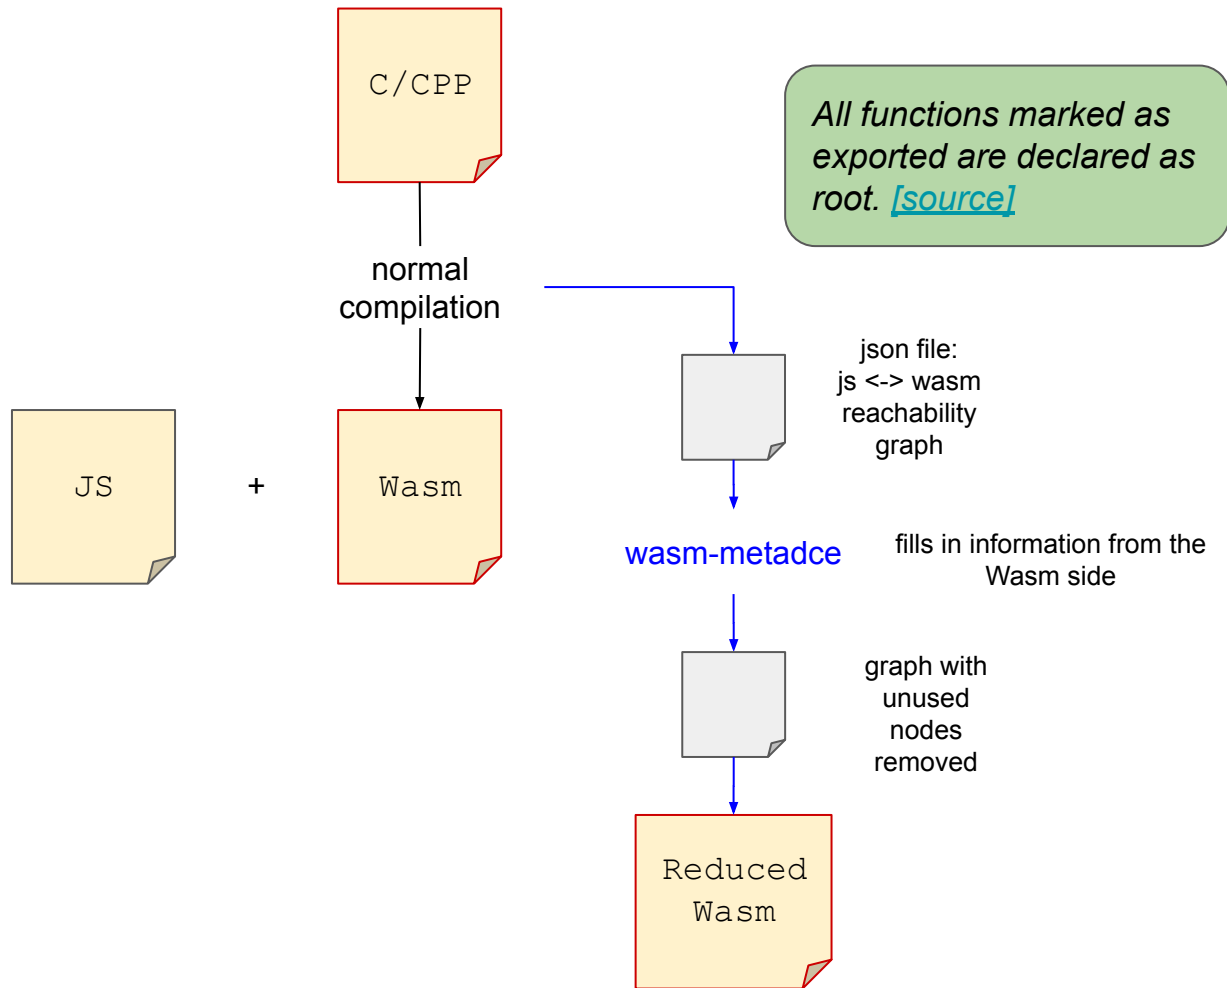 C/CPP
All functions marked as
exported are declared as
root. [source]
normal
compilation
json file:
js <-> wasm
reachability
graph
JS
+
Wasm
wasm-metadce
fills in information from the
Wasm side
graph with
unused
nodes
removed
Reduced
Wasm